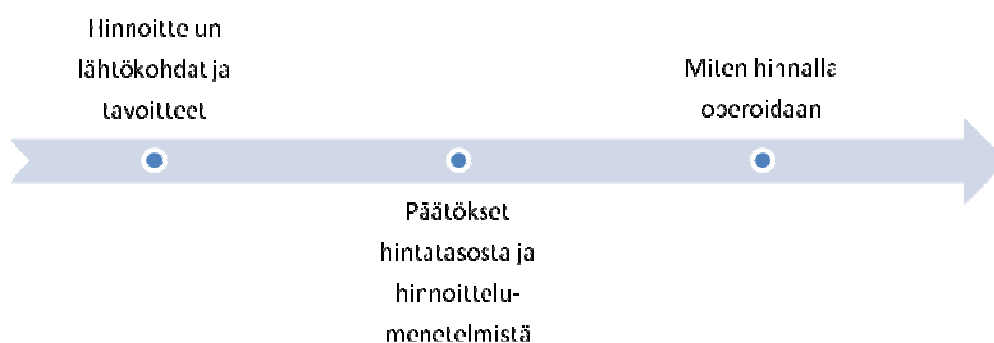 Hinnoittelun
lähtökohdat ja
tavoitteet
Päätökset
hintatasosta ja
hinnoittelu-
menetelmistä
Miten hinnalla
operoidaan